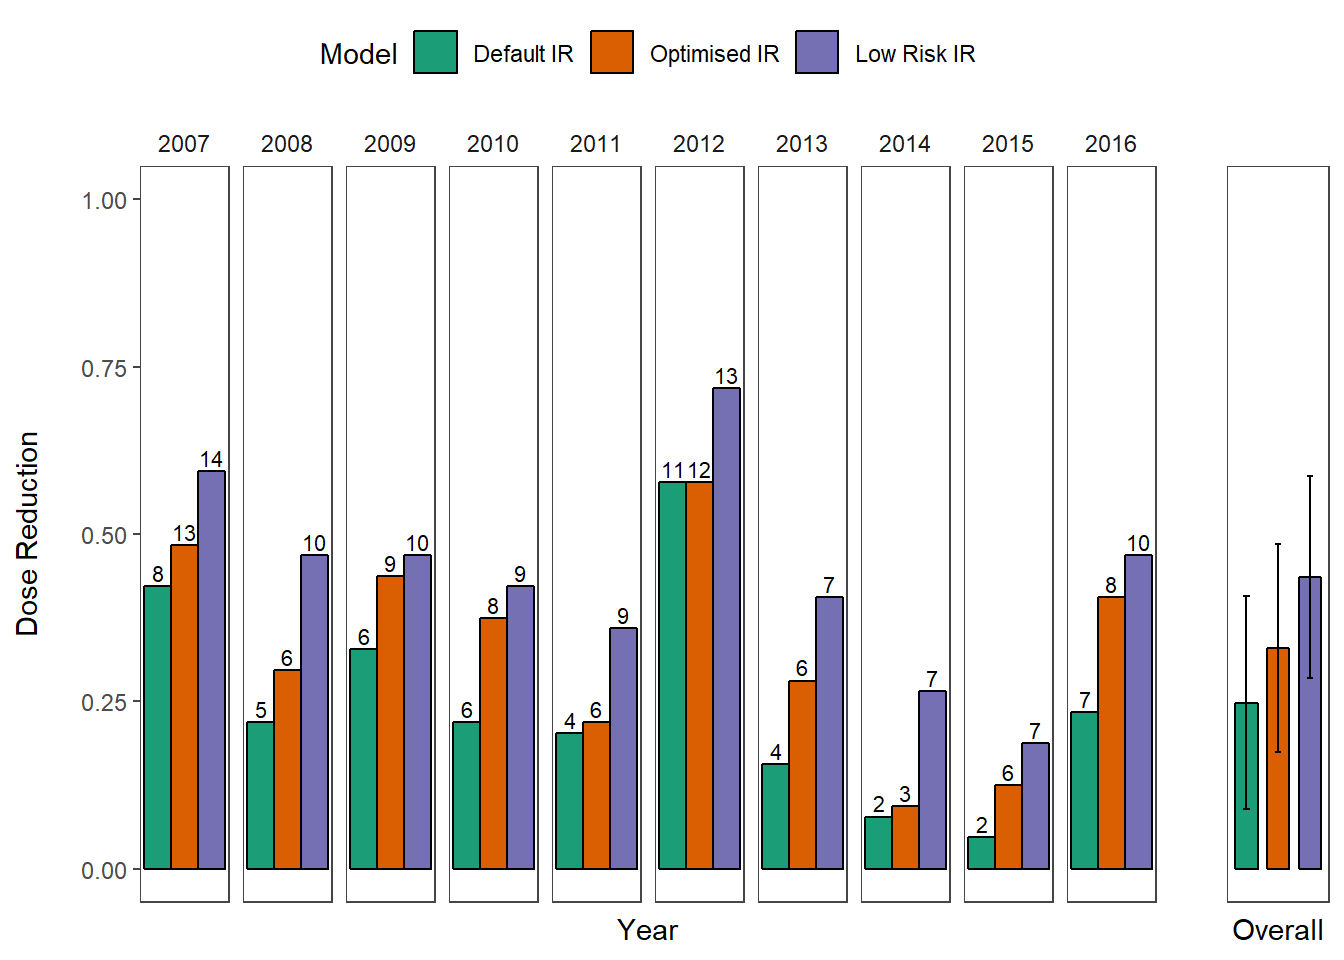 Model Default IR Optimised IR Low Risk IR
2007 2008 2009 2010 2011 2012 2013 2014 2015 2016
1.00
0.75
0.50
0.25
0.00
Dose Reduction
8 13 14
5 6 10
6 9 10
6 8 9
4 6 9
11 12 13
4 6 7
2 3 7
2 6 7
7 8 10
Year
Overall